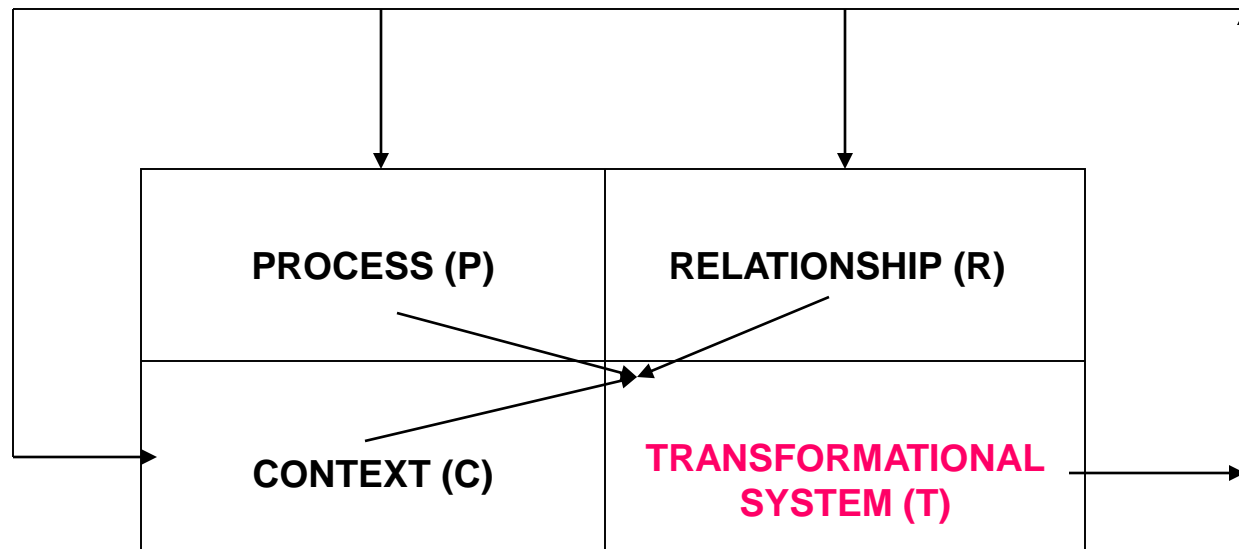 PROCESS (P)
RELATIONSHIP (R)
CONTEXT (C)
TRANSFORMATIONAL
SYSTEM (T)